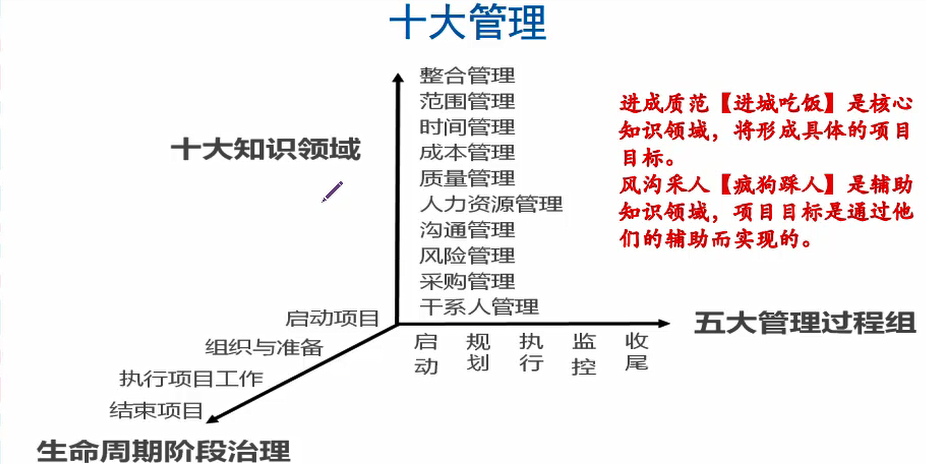 十大管理
整合管理
范围管理
时间管理
成本管理
质量管理
人力资源管理
沟通管理
风险管理
采购管理
干系人管理
十大知识领域
进成质范【进城吃饭】是核心
知识领域，将形成具体的项目
目标。
风沟采人【疯狗踩人】是辅助
知识领域，项目目标是通过他
们的辅助而实现的。
启动项目
组织与准备
执行项目工作
结束项目
生命周期阶段治理
启动
规划
执行
监控
收尾
五大管理过程组